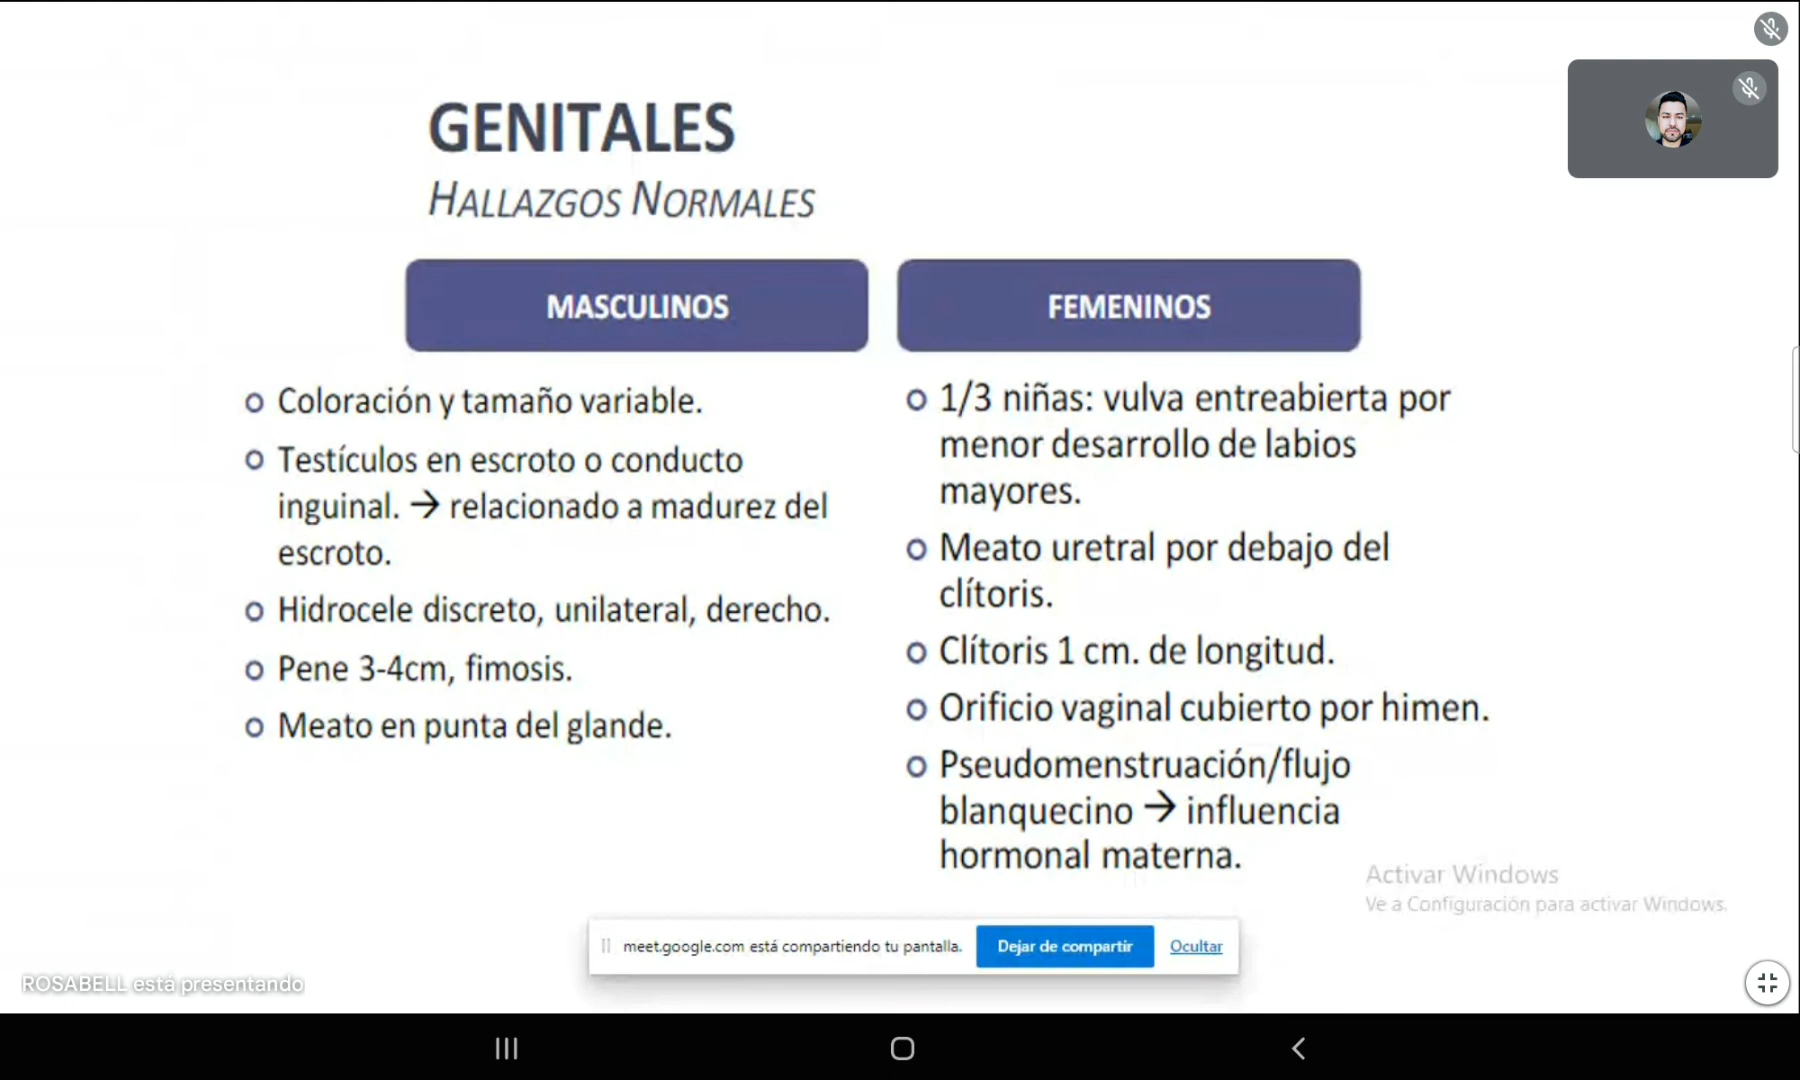 GENITALES
HALLAZGOS NORMALES
MASCULINOS
Coloración y tamaño variable.
Testículos en escroto o conducto
inguinal. → relacionado a madurez del
escroto.
Hidrocele discreto, unilateral, derecho.
Pene 3-4cm, fimosis.
Meato en punta del glande.
FEMENINOS
1/3 niñas: vulva entreabierta por
menor desarrollo de labios
mayores.
Meato uretral por debajo del
clítoris.
Clítoris 1 cm. de longitud.
Orificio vaginal cubierto por himen.
Pseudomenstruación/flujo
blanquecino → influencia
hormonal materna.
Activar Windows
Ve a Configuración para activar Windows.
meet.google.com está compartiendo tu pantalla.
Dejar de compartir
Ocultar
ROSABELL está presentando